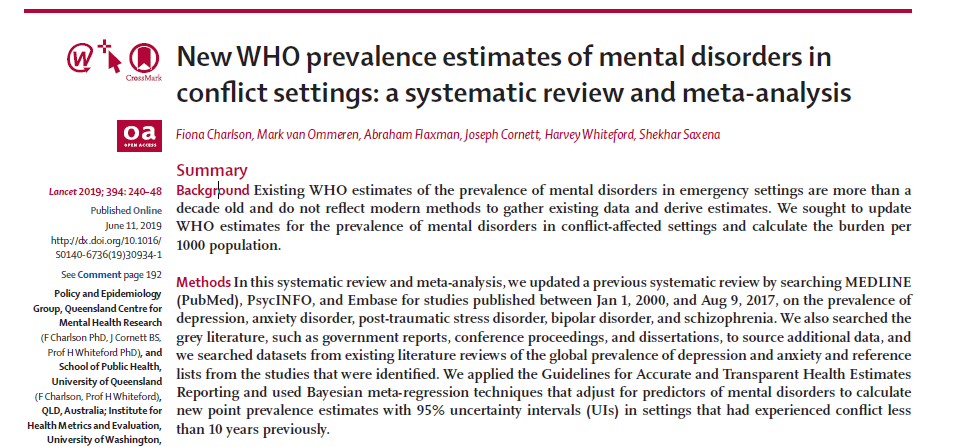 New WHO prevalence estimates of mental disorders in
conflict settings: a systematic review and meta-analysis
CrossMark
oa
OPEN ACCESS
Fiona Charlson, Mark van Ommeren, Abraham Flaxman, Joseph Cornett, Harvey Whiteford, Shekhar Saxena
Summary
Background Existing WHO estimates of the prevalence of mental disorders in emergency settings are more than a
decade old and do not reflect modern methods to gather existing data and derive estimates. We sought to update
WHO estimates for the prevalence of mental disorders in conflict-affected settings and calculate the burden per
1000 population.
Methods In this systematic review and meta-analysis, we updated a previous systematic review by searching MEDLINE
(PubMed), PsycINFO, and Embase for studies published between Jan 1, 2000, and Aug 9, 2017, on the prevalence of
depression, anxiety disorder, post-traumatic stress disorder, bipolar disorder, and schizophrenia. We also searched the
grey literature, such as government reports, conference proceedings, and dissertations, to source additional data, and
we searched datasets from existing literature reviews of the global prevalence of depression and anxiety and reference
lists from the studies that were identified. We applied the Guidelines for Accurate and Transparent Health Estimates
Reporting and used Bayesian meta-regression techniques that adjust for predictors of mental disorders to calculate
new point prevalence estimates with 95% uncertainty intervals (UIs) in settings that had experienced conflict less
than 10 years previously.
Lancet 2019; 394: 240–48
Published Online
June 11, 2019
http://dx.doi.org/10.1016/
S0140-6736(19)30934-1
See Comment page 192
Policy and Epidemiology
Group, Queensland Centre for
Mental Health Research
(F Charlson PhD, J Cornett BS,
Prof H Whiteford PhD), and
School of Public Health,
University of Queensland
(F Charlson, Prof H Whiteford),
QLD, Australia; Institute for
Health Metrics and Evaluation,
University of Washington,